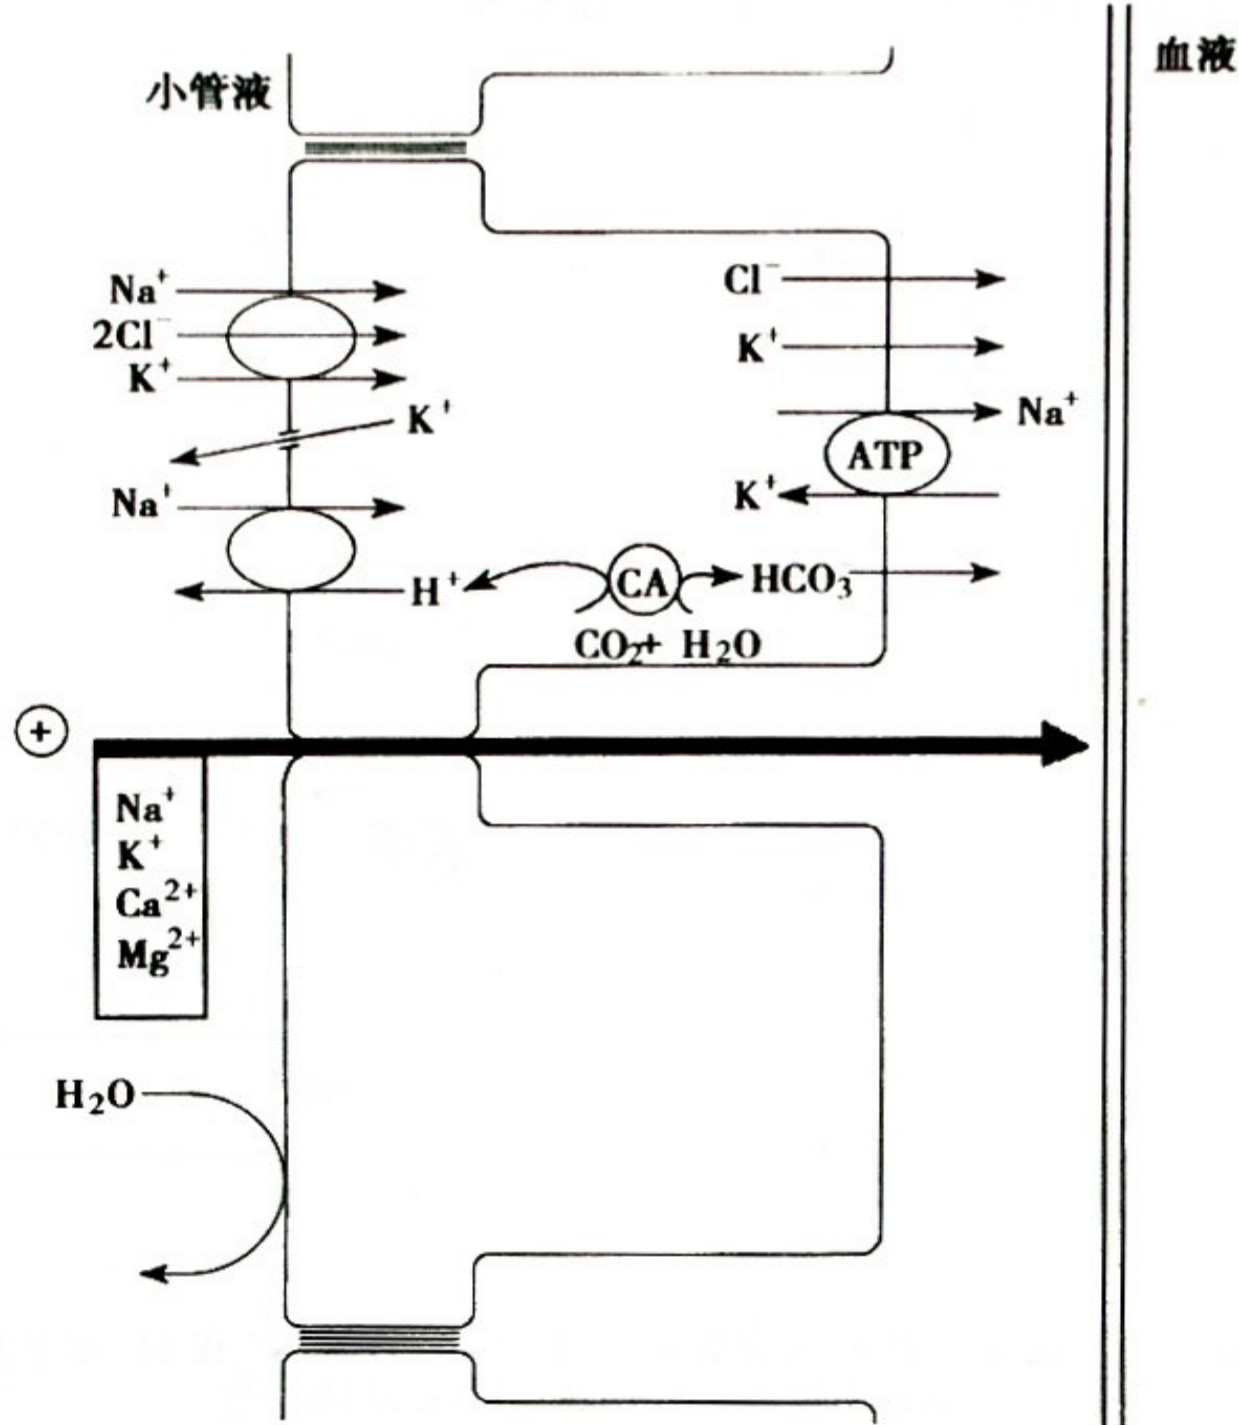 血液
小管液
Na⁺
2Cl⁻
K⁺
K⁺
Na⁺
H⁺
CA
CO₂+ H₂O
HCO₃
Cl⁻
K⁺
Na⁺
ATP
K⁺
+
Na⁺
K⁺
Ca²⁺
Mg²⁺
H₂O